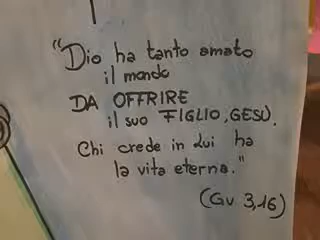 "Dio ha tanto amato
il mondo
DA OFFRIRE
il suo FIGLIO, GESÙ.
Chi crede in Lui ha
la vita eterna."
(Gv 3,16)